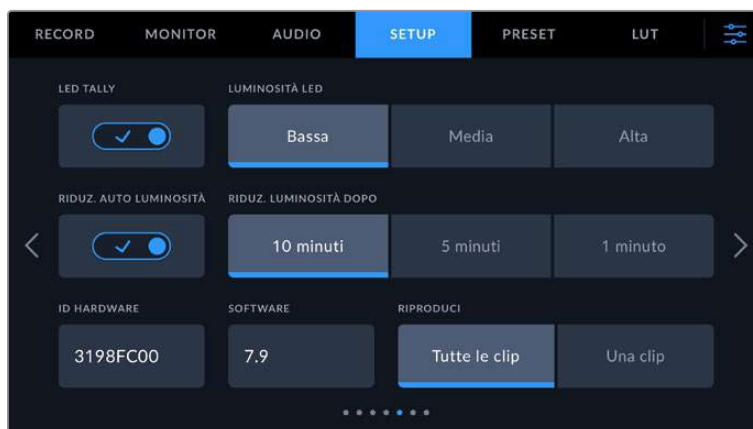 RECORD MONITOR AUDIO SETUP PRESET LUT
LED TALLY LUMINOSITÀ LED
Bassa Media Alta
RIDUZ. AUTO LUMINOSITÀ RIDUZ. LUMINOSITÀ DOPO
10 minuti 5 minuti 1 minuto
ID HARDWARE SOFTWARE RIPRODUCI
3198FC00 7.9 Tutte le clip Una clip